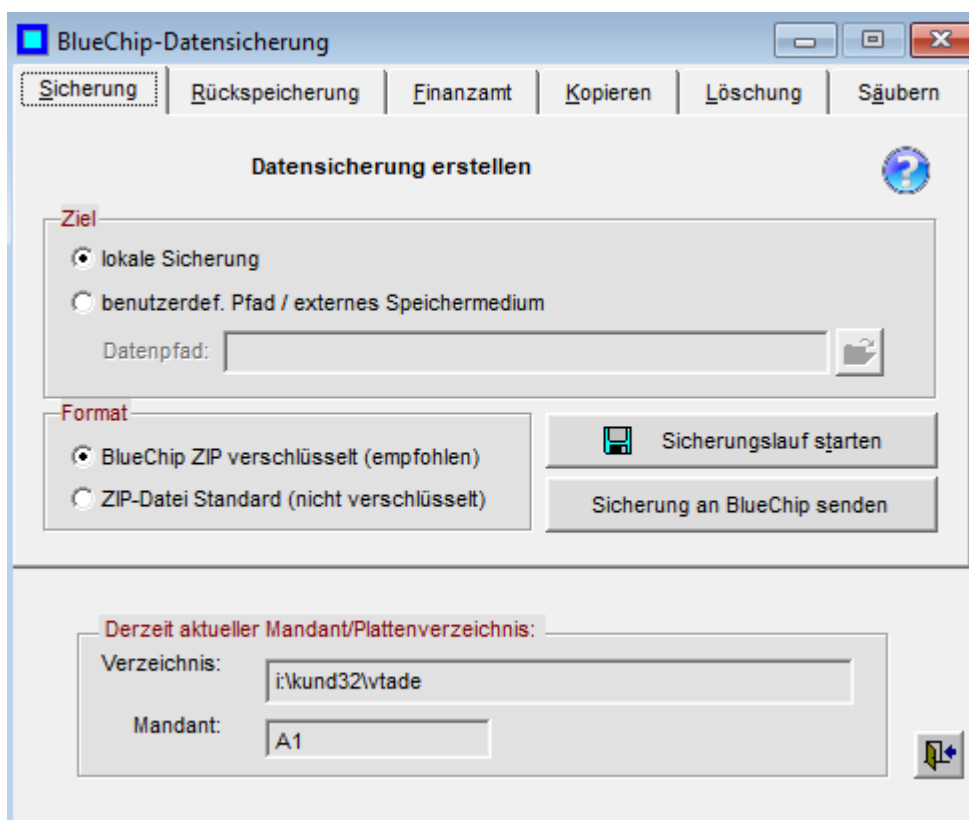 BlueChip-Datensicherung
Sicherung Rückspeicherung Finanzamt Kopieren Löschung Säubern
Datensicherung erstellen
Ziel
lokale Sicherung
benutzerdef. Pfad / externes Speichermedium
Datenpfad:
Format
BlueChip ZIP verschlüsselt (empfohlen)
ZIP-Datei Standard (nicht verschlüsselt)
Sicherungslauf starten
Sicherung an BlueChip senden
Derzeit aktueller Mandant/Plattenverzeichnis:
Verzeichnis: i:\kund32\vtade
Mandant: A1